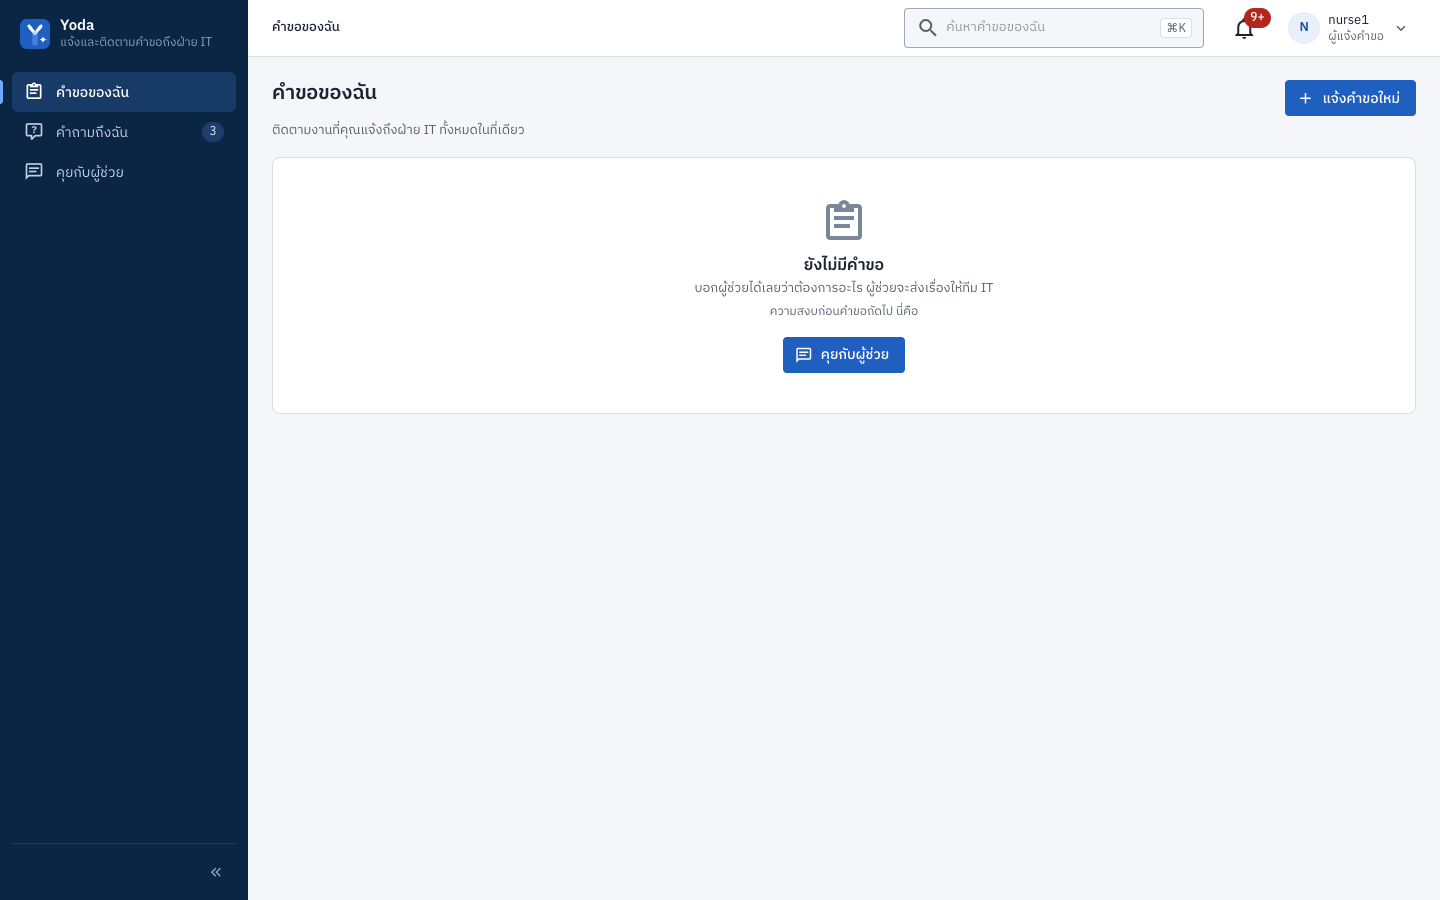 Yoda
แจ้งและติดตามคำขอถึงฝ่าย IT
คำขอของฉัน
คำถามถึงฉัน
3
คุยกับผู้ช่วย
คำขอของฉัน
ค้นหาคำขอของฉัน
⌘K
9+
N
nurse1
ผู้แจ้งคำขอ
คำขอของฉัน
แจ้งคำขอใหม่
ติดตามงานที่คุณแจ้งถึงฝ่าย IT ทั้งหมดในที่เดียว
ยังไม่มีคำขอ
บอกผู้ช่วยได้เลยว่าต้องการอะไร ผู้ช่วยจะส่งเรื่องให้ทีม IT
ความสงบก่อนคำขอถัดไป นี่คือ
คุยกับผู้ช่วย